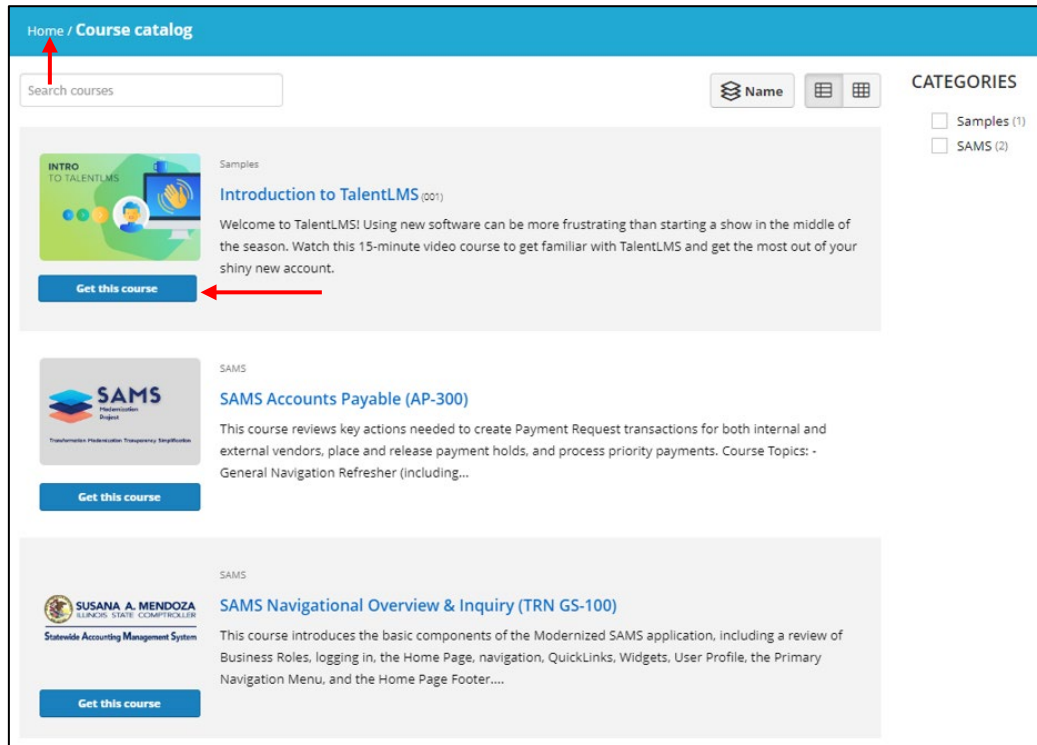 Home / Course catalog
Search courses
Name
CATEGORIES
Samples (1)
SAMS (2)
INTRO
TO TALENTLMS
Samples
Introduction to TalentLMS (001)
Welcome to TalentLMS! Using new software can be more frustrating than starting a show in the middle of
the season. Watch this 15-minute video course to get familiar with TalentLMS and get the most out of your
shiny new account.
Get this course
SAMS
Modernization
Project
Transformation Modernization Transparency Simplification
SAMS
SAMS Accounts Payable (AP-300)
This course reviews key actions needed to create Payment Request transactions for both internal and
external vendors, place and release payment holds, and process priority payments. Course Topics: -
General Navigation Refresher (including...
Get this course
SUSANA A. MENDOZA
ILLINOIS STATE COMPTROLLER
Statewide Accounting Management System
SAMS
SAMS Navigational Overview & Inquiry (TRN GS-100)
This course introduces the basic components of the Modernized SAMS application, including a review of
Business Roles, logging in, the Home Page, navigation, QuickLinks, Widgets, User Profile, the Primary
Navigation Menu, and the Home Page Footer....
Get this course